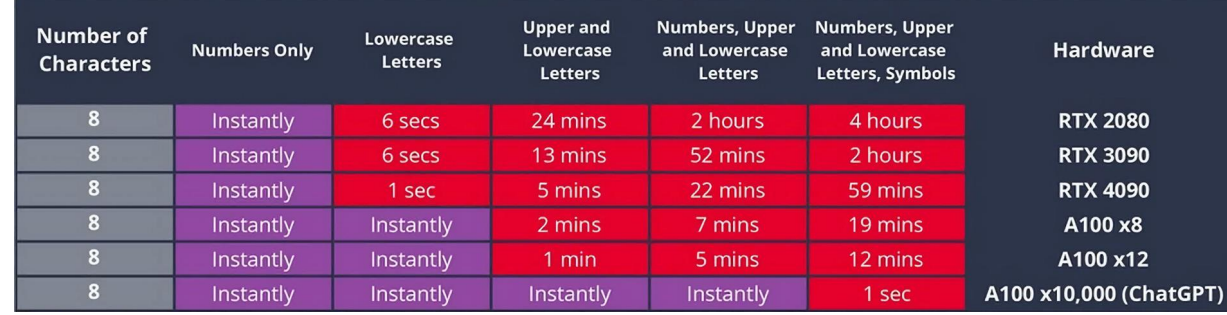 Number of Characters Numbers Only Lowercase Letters Upper and Lowercase Letters Numbers, Upper and Lowercase Letters Numbers, Upper and Lowercase Letters, Symbols Hardware
8 Instantly 6 secs 24 mins 2 hours 4 hours RTX 2080
8 Instantly 6 secs 13 mins 52 mins 2 hours RTX 3090
8 Instantly 1 sec 5 mins 22 mins 59 mins RTX 4090
8 Instantly Instantly 2 mins 7 mins 19 mins A100 x8
8 Instantly Instantly 1 min 5 mins 12 mins A100 x12
8 Instantly Instantly Instantly Instantly 1 sec A100 x10,000 (ChatGPT)